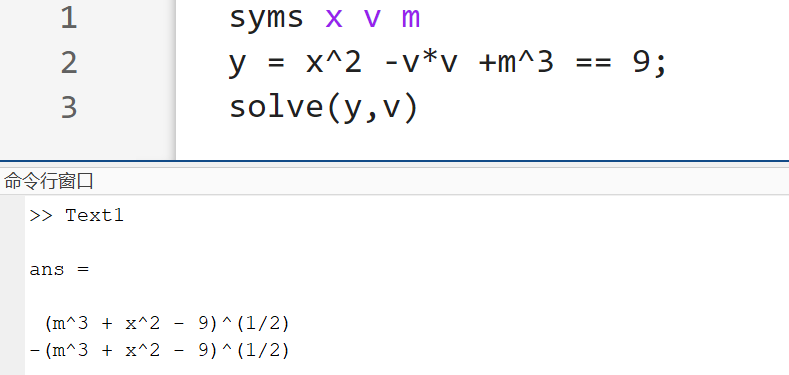 1 syms x v m
2 y = x^2 -v*v +m^3 == 9;
3 solve(y,v)
命令行窗口
>> Text1
ans =
(m^3 + x^2 - 9)^(1/2)
-(m^3 + x^2 - 9)^(1/2)